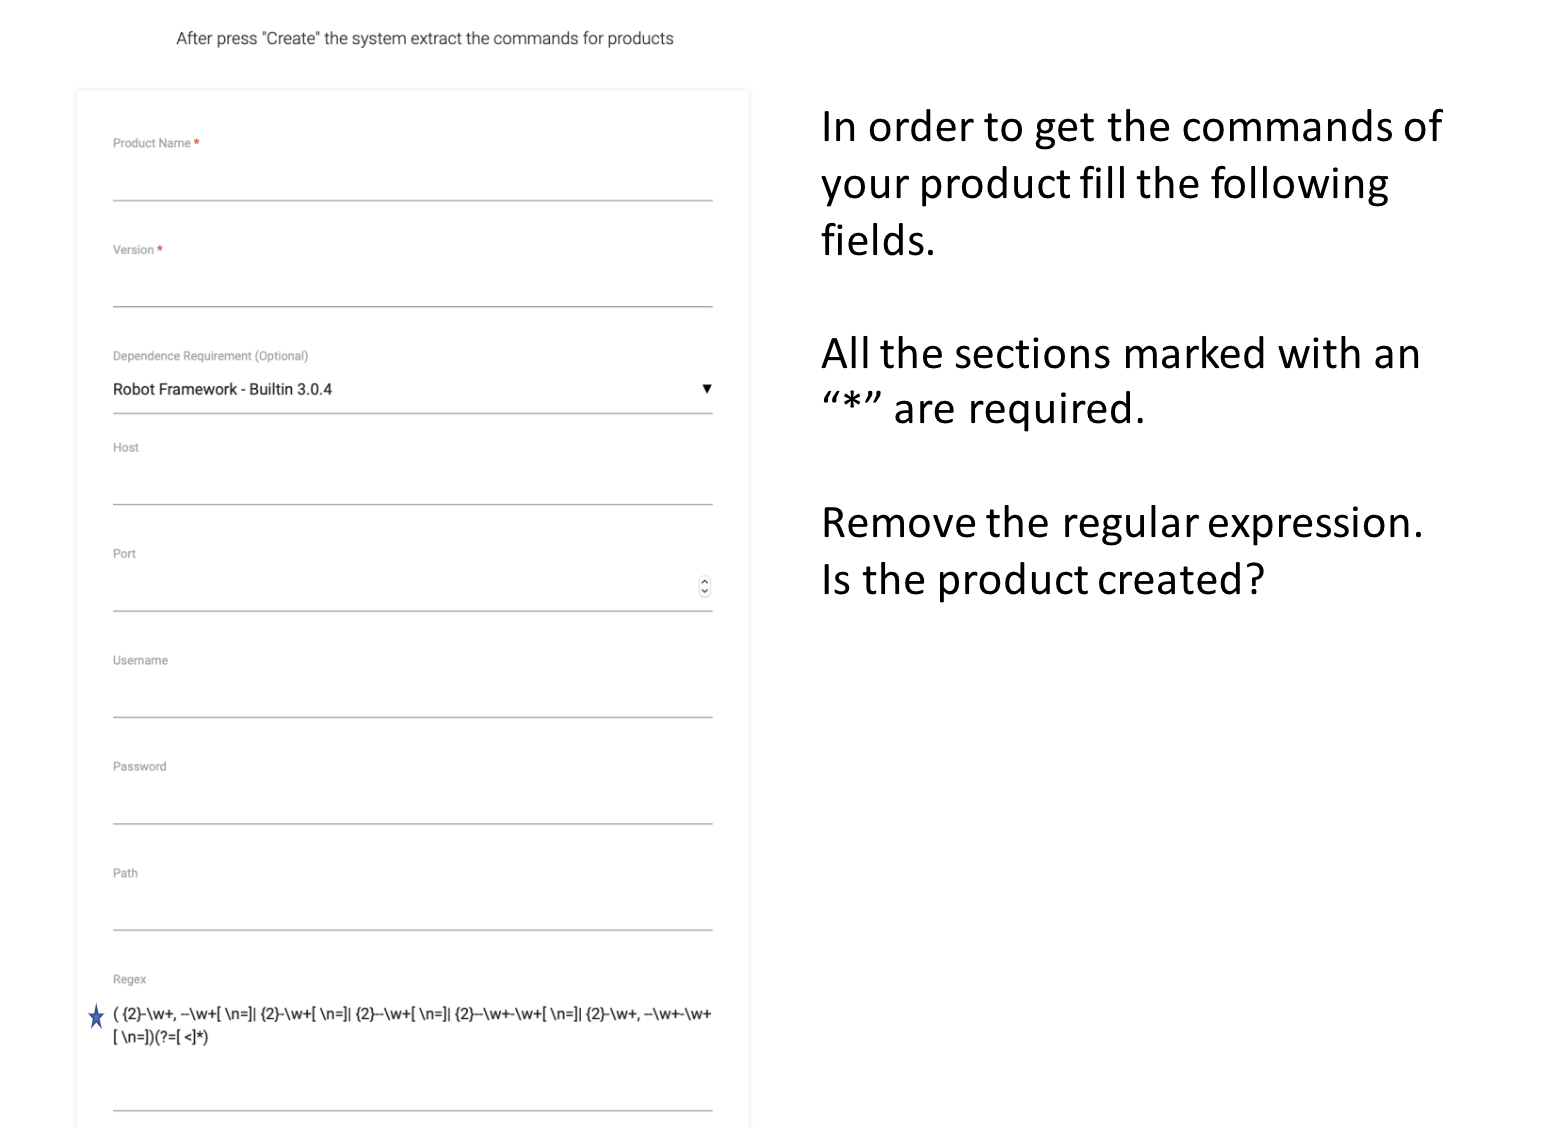 After press "Create" the system extract the commands for products
Product Name *
Version *
Dependence Requirement (Optional)
Robot Framework - Builtin 3.0.4
Host
Port
Username
Password
Path
Regex
( {2}-\w+, --\w+[ \n=]| {2}-\w+[ \n=]| {2}--\w+[ \n=]| {2}--\w+-\w+[ \n=]| {2}-\w+, --\w+-\w+
[ \n=])(?=[ <]*)
In order to get the commands of
your product fill the following
fields.
All the sections marked with an
“*” are required.
Remove the regular expression.
Is the product created?